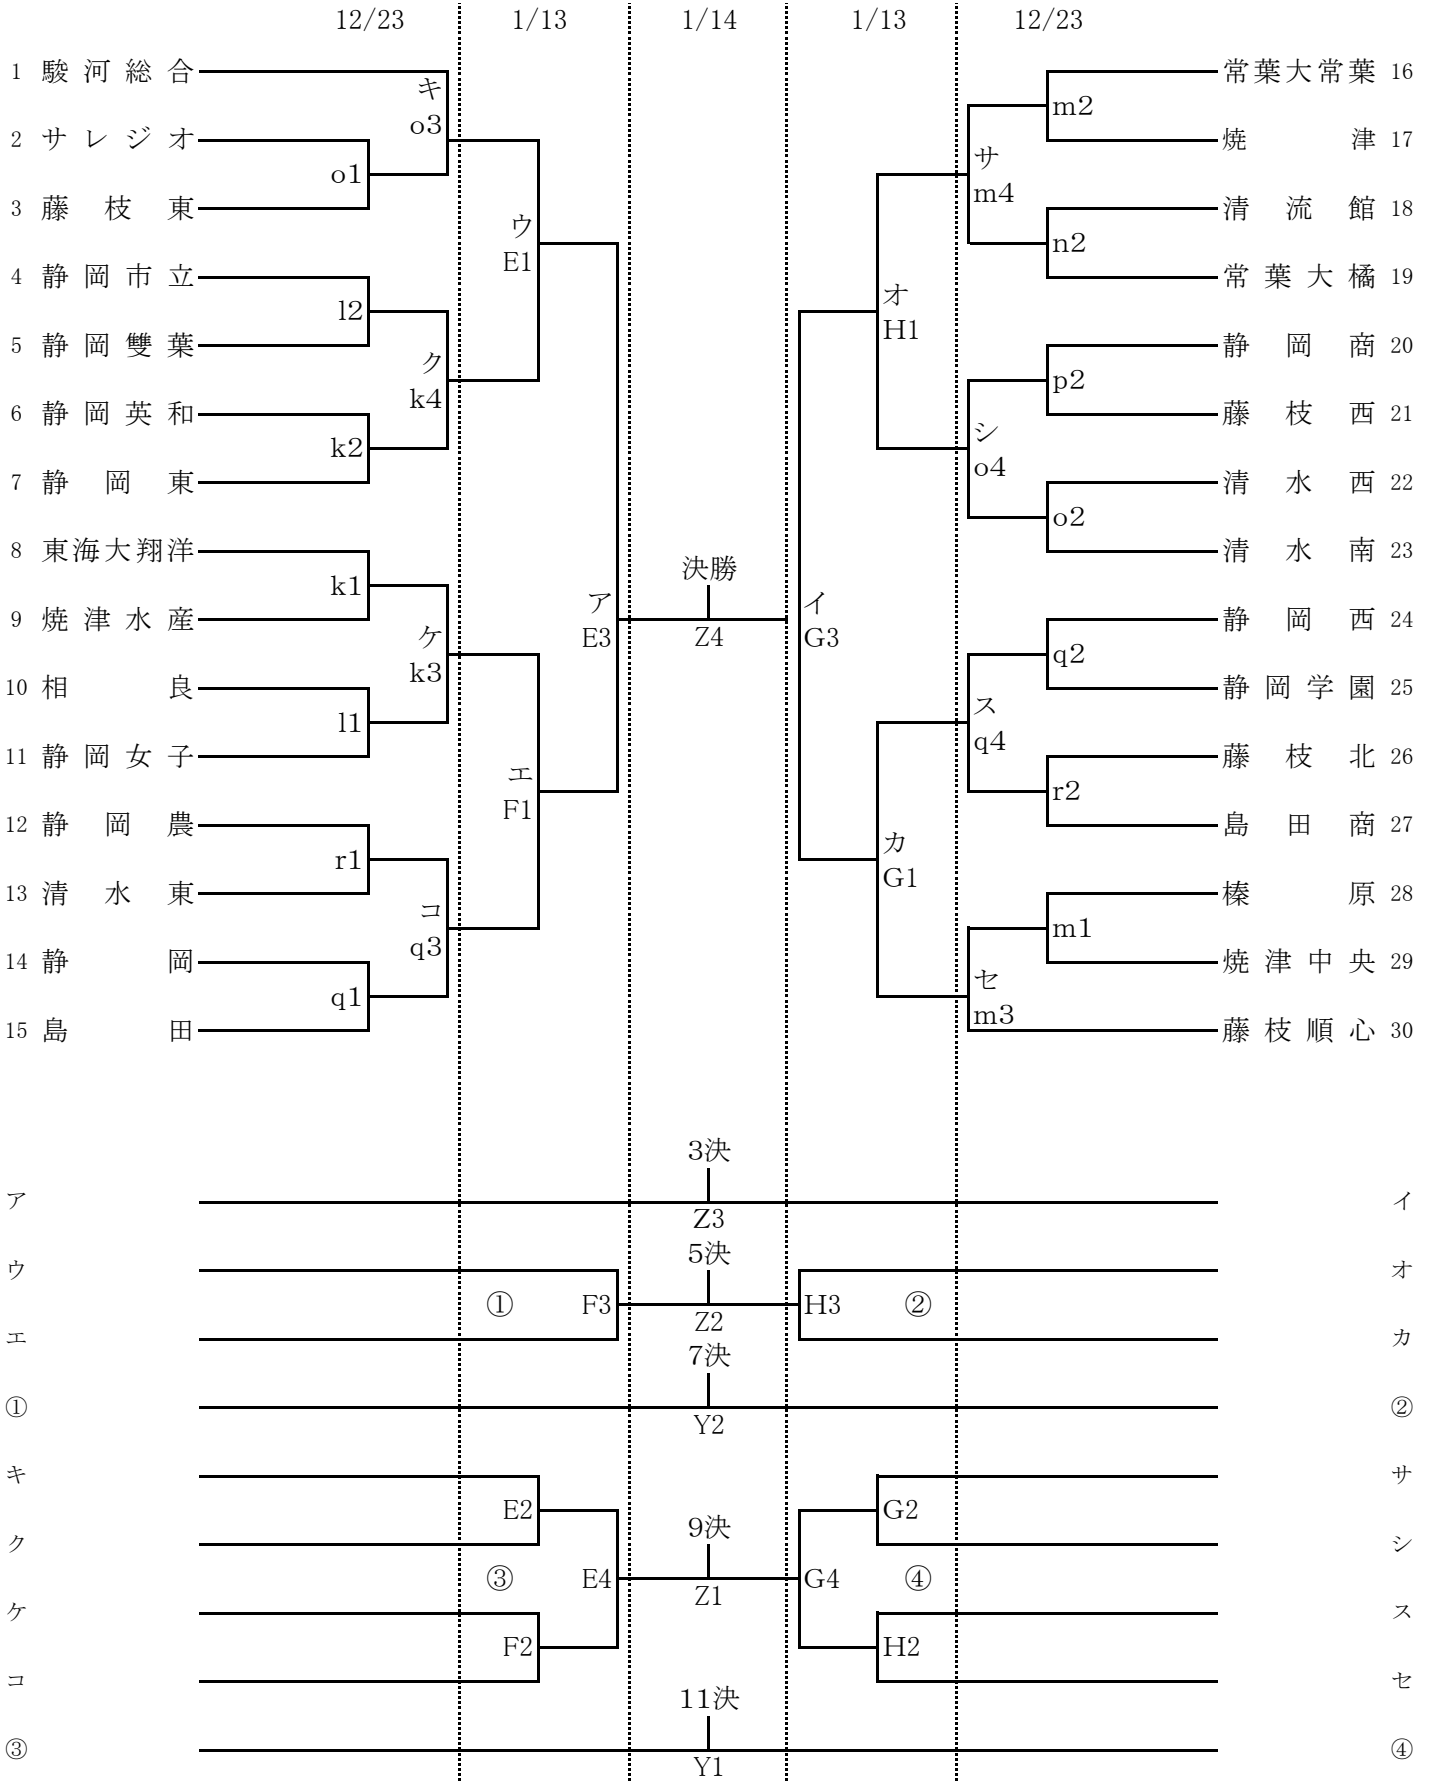 12/23 1/13 1/14 1/13 12/23
1 駿河総合 常葉大常葉 16
キ
o3 m2
2 サレジオ 焼津 17
サ
o1 m4
3 藤枝東 清流館 18
ウ
E1 n2
4 静岡市立 常葉大橘 19
オ
l2 H1
5 静岡雙葉 静岡商 20
ク
k4 p2
6 静岡英和 藤枝西 21
シ
k2 o4
7 静岡東 清水西 22
o2
8 東海大翔洋 清水南 23
決勝
k1
ア イ
9 焼津水産 静岡西 24
ケ E3 Z4 G3
k3 q2
10 相良 静岡学園 25
ス
l1 q4
11 静岡女子 藤枝北 26
エ
F1 r2
12 静岡農 島田商 27
カ
r1 G1
13 清水東 榛原 28
コ
q3 m1
14 静岡 焼津中央 29
セ
q1 m3
15 島田 藤枝順心 30
3決
ア イ
Z3
5決
ウ オ
① F3 H3 ②
Z2
エ カ
7決
① ②
Y2
キ サ
E2 G2
9決
ク シ
③ E4 G4 ④
Z1
ケ ス
F2 H2
コ セ
11決
③ ④
Y1